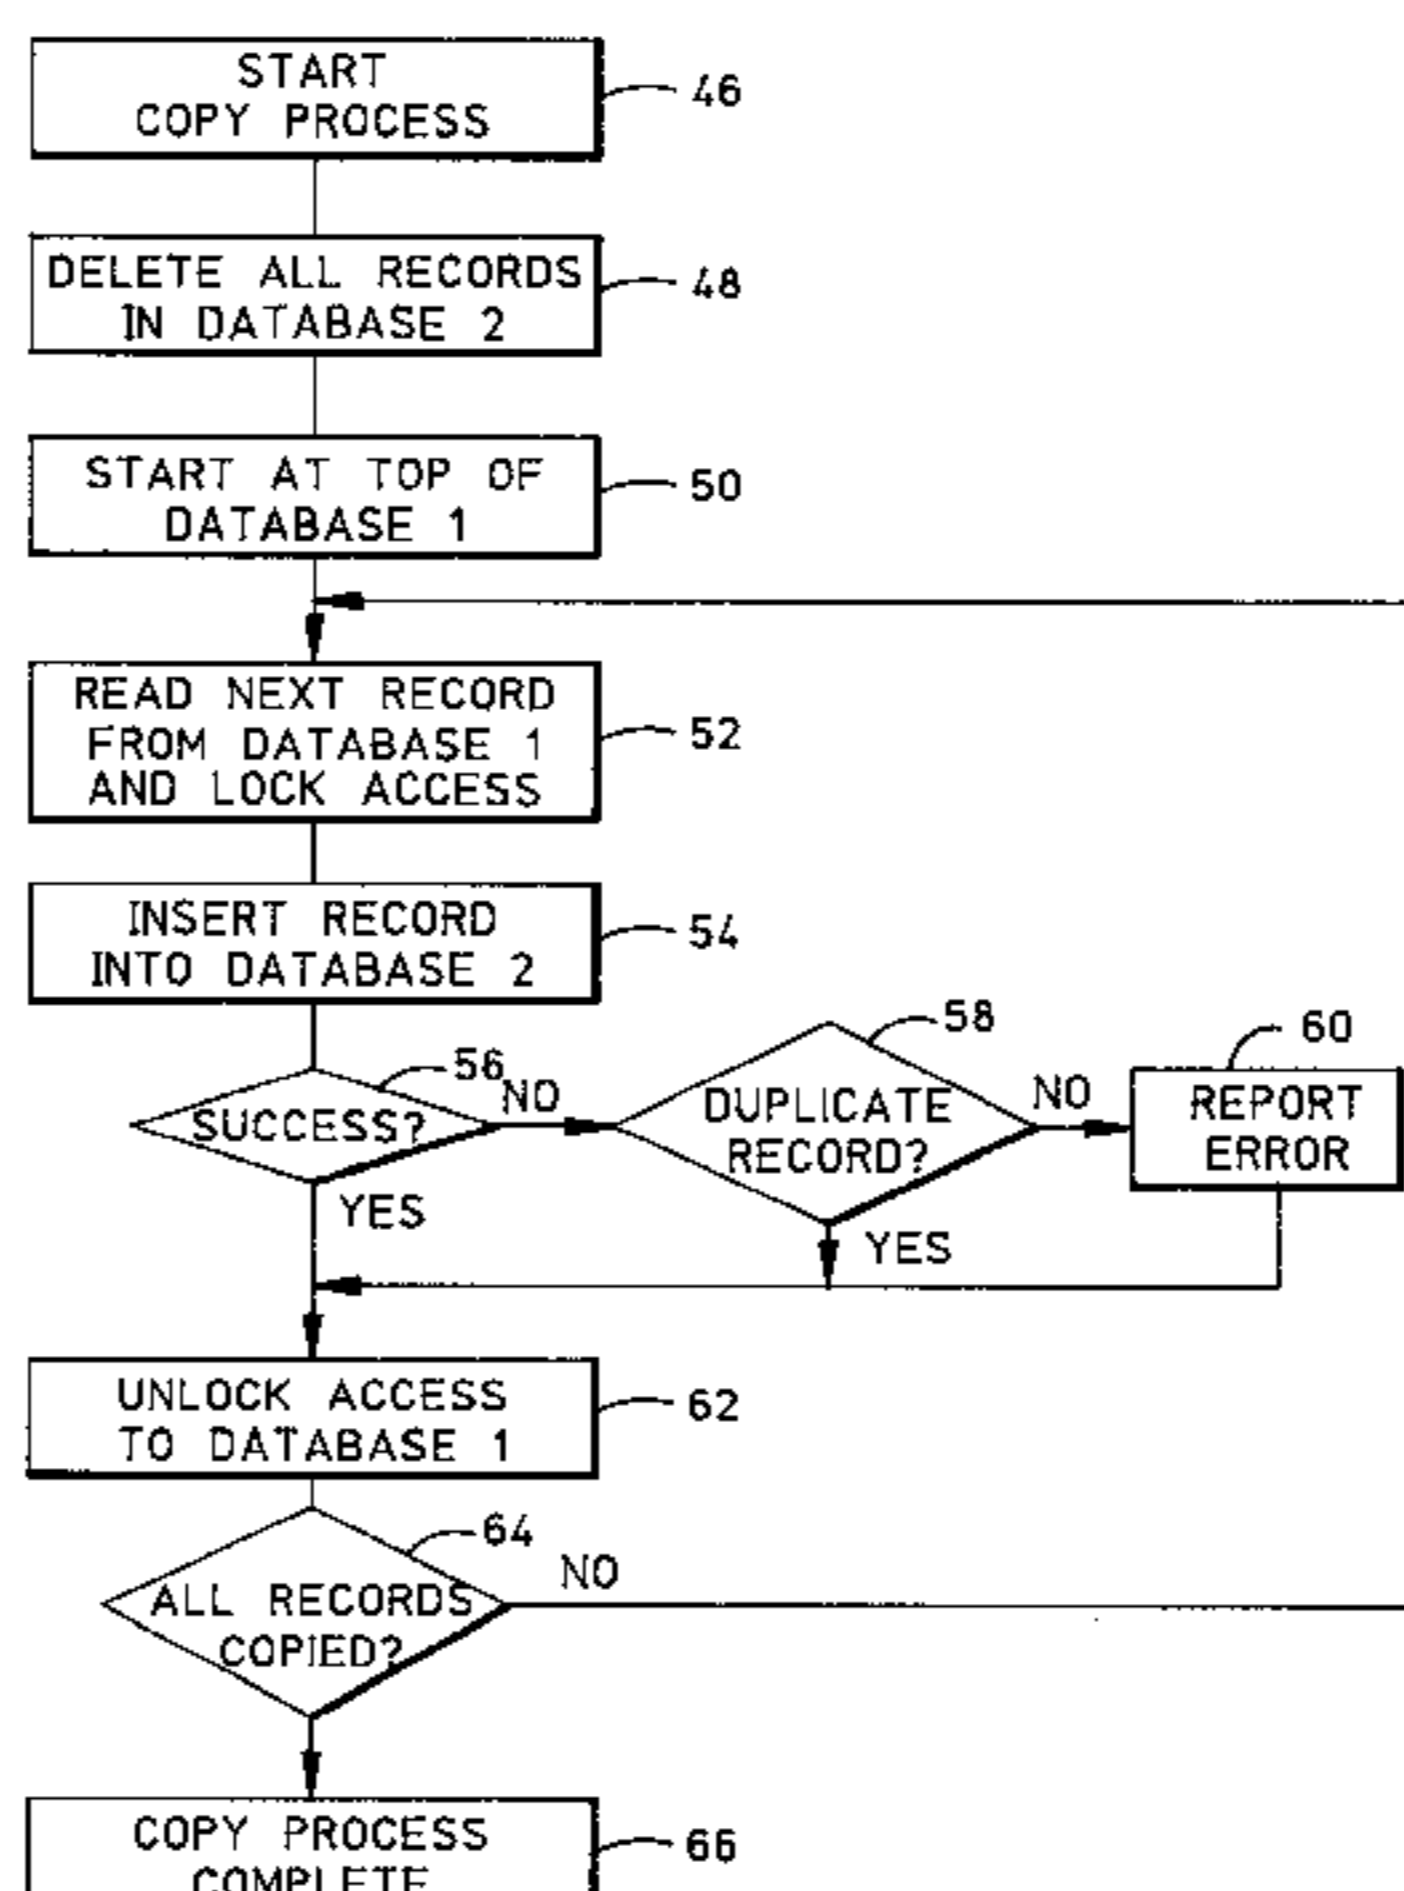 START
COPY PROCESS
46
DELETE ALL RECORDS
IN DATABASE 2
48
START AT TOP OF
DATABASE 1
50
READ NEXT RECORD
FROM DATABASE 1
AND LOCK ACCESS
52
INSERT RECORD
INTO DATABASE 2
54
SUCCESS?
56
NO
YES
DUPLICATE
RECORD?
58
NO
YES
REPORT
ERROR
60
UNLOCK ACCESS
TO DATABASE 1
62
ALL RECORDS
COPIED?
64
NO
COPY PROCESS
COMPLETE
66